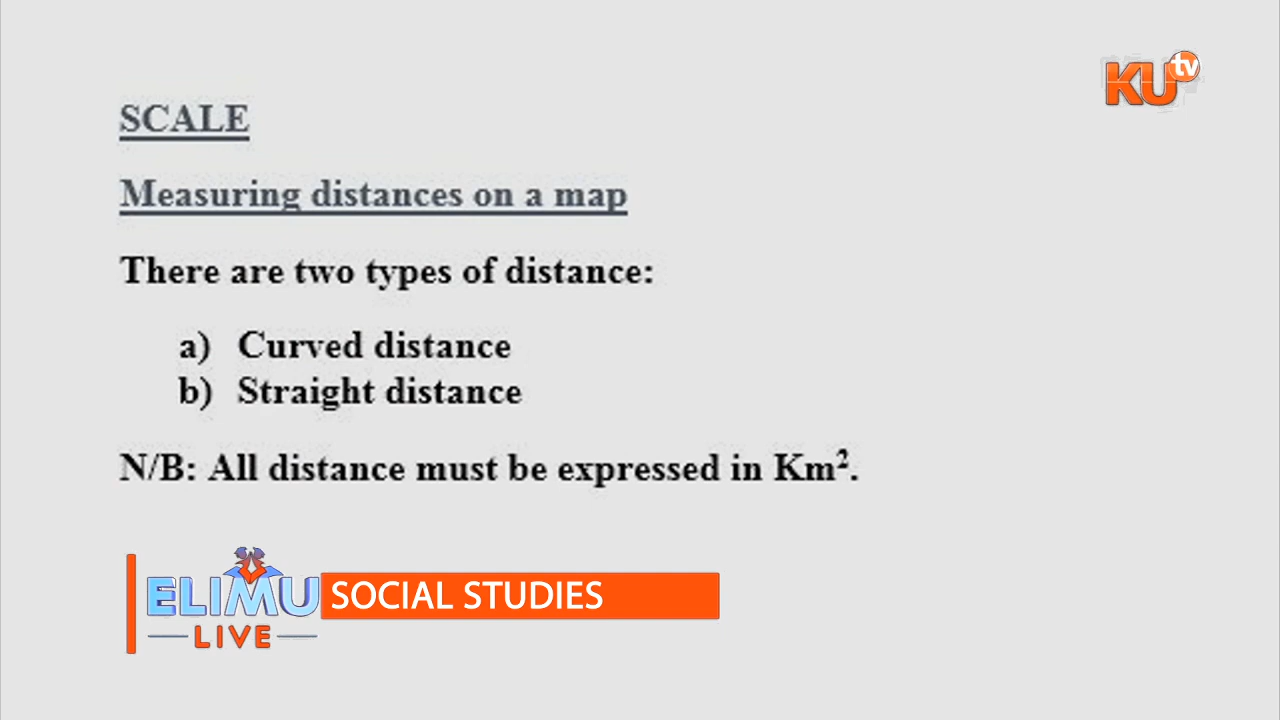 KU tv
SCALE
Measuring distances on a map
There are two types of distance:
a) Curved distance
b) Straight distance
N/B: All distance must be expressed in Km².
ELIMU
LIVE
SOCIAL STUDIES